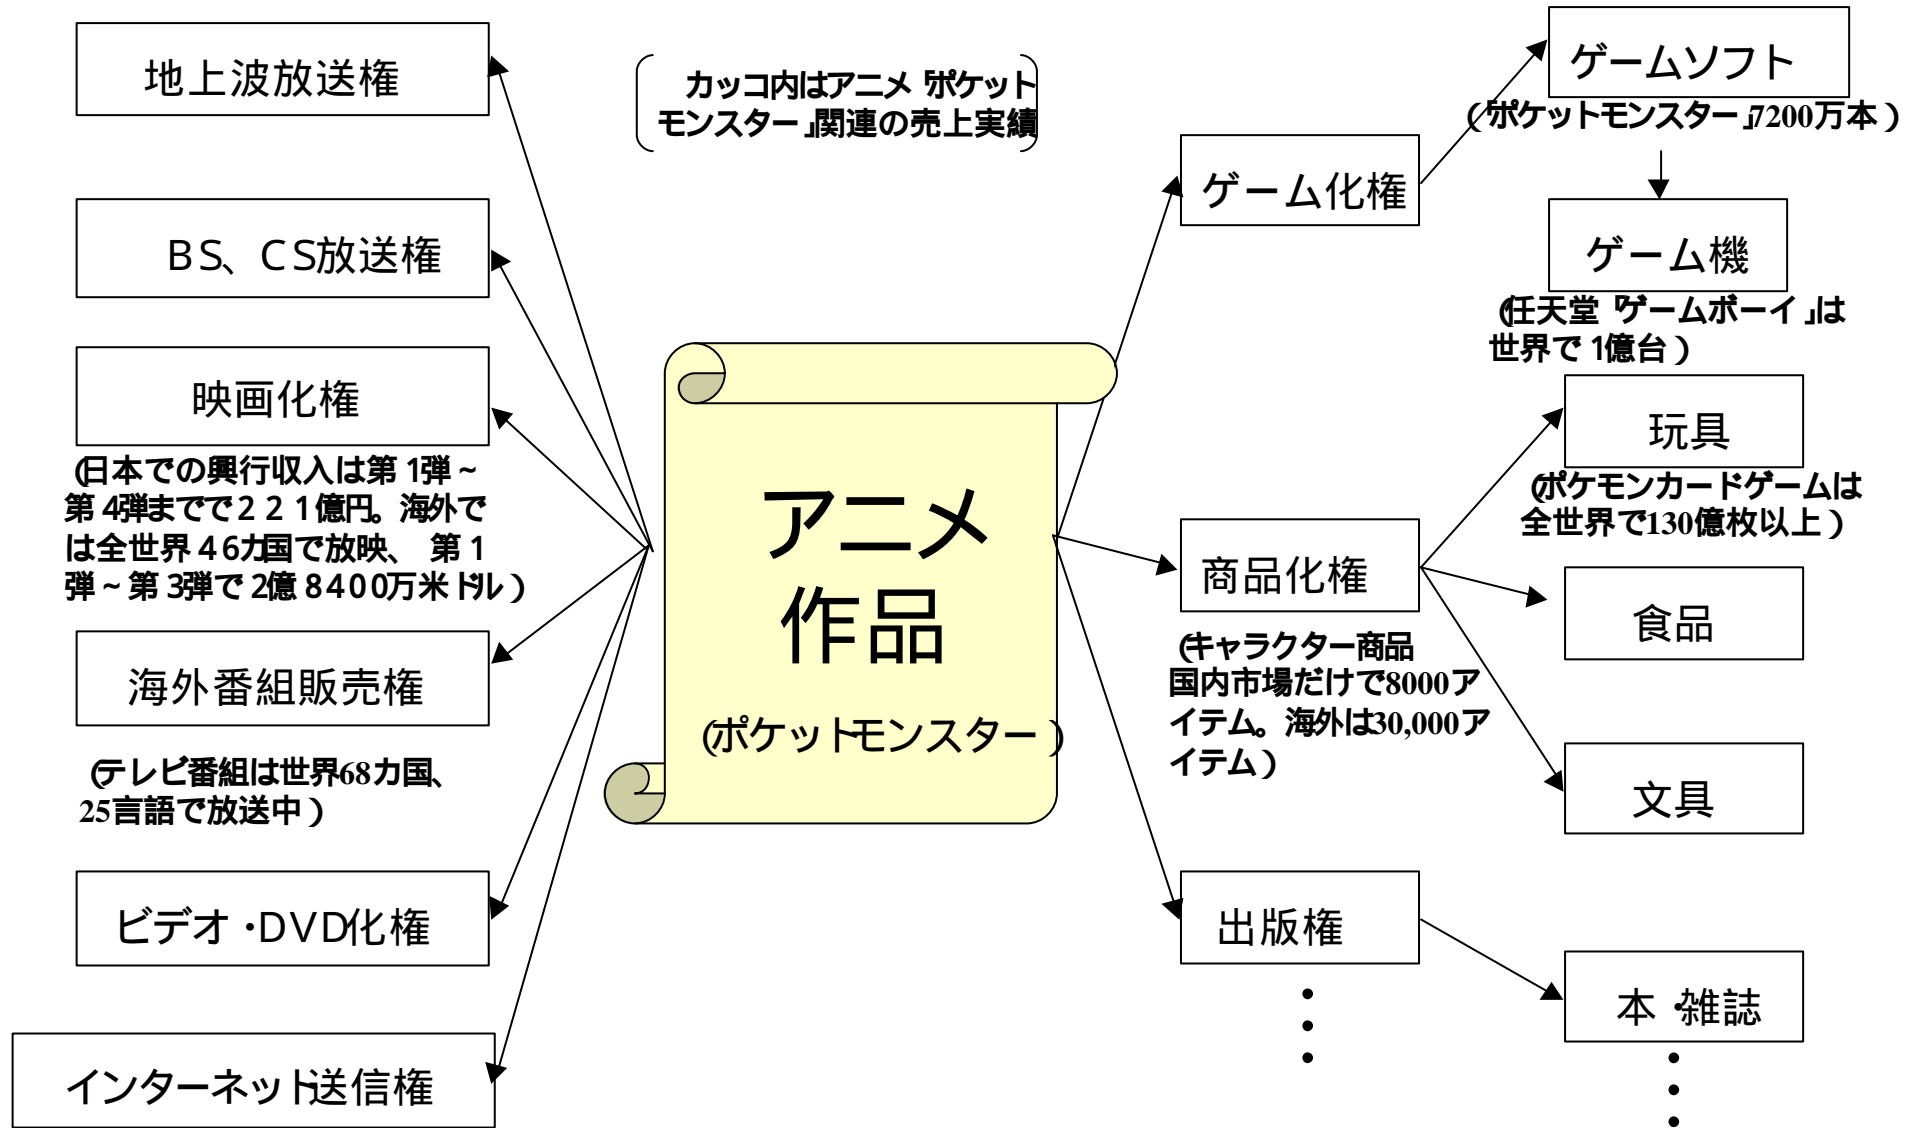 地上波放送権
BS、CS放送権
映画化権
(日本での興行収入は第1弾~
第4弾までで221億円。海外で
は全世界46カ国で放映、第1
弾~第3弾で2億8400万米ドル)
海外番組販売権
(テレビ番組は世界68カ国、
25言語で放送中)
ビデオ・DVD化権
インターネット送信権
カッコ内はアニメ『ポケット
モンスター』関連の売上実績
アニメ
作品
(ポケットモンスター)
ゲーム化権
ゲームソフト
(『ポケットモンスター』7200万本)
ゲーム機
(任天堂『ゲームボーイ』は
世界で1億台)
商品化権
(キャラクター商品
国内市場だけで8000ア
イテム。海外は30,000ア
イテム)
玩具
(ポケモンカードゲームは
全世界で130億枚以上)
食品
文具
出版権
本・雑誌